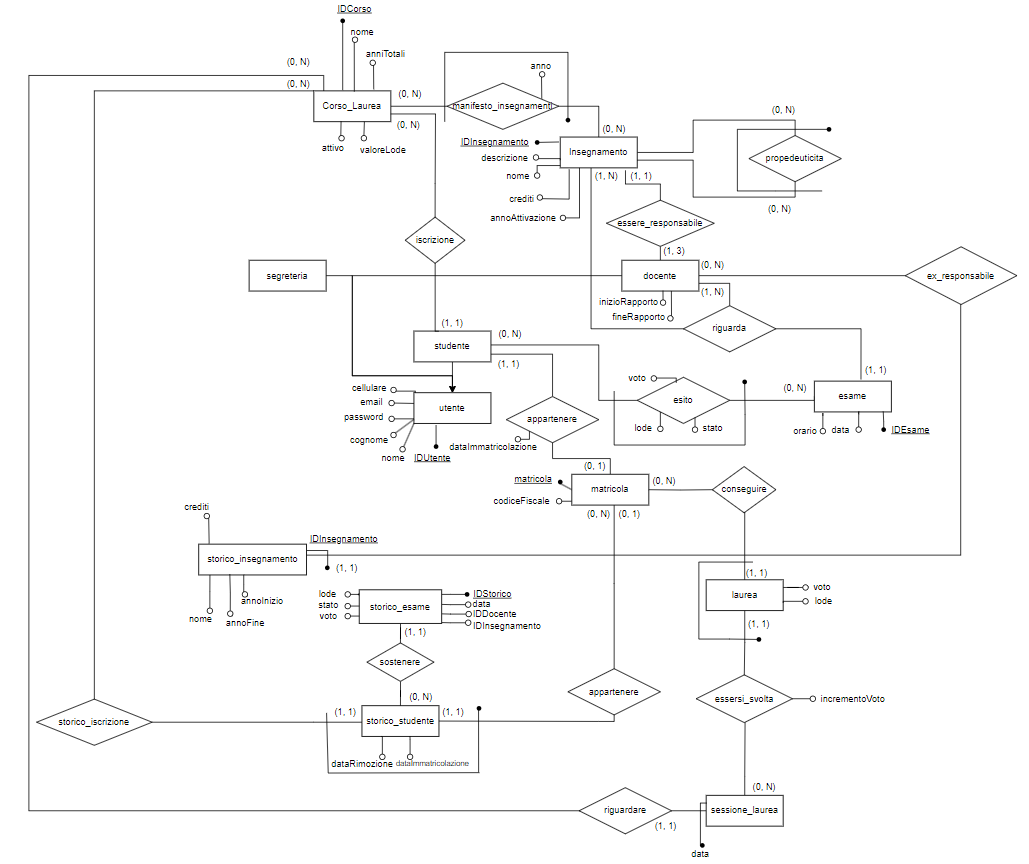 IDCorso
nome
anniTotali
(0, N)
(0, N)
Corso_Laurea
(0, N)
(0, N)
attivo
valoreLode
anno
manifesto_insegnamenti
(0, N)
(0, N)
IDInsegnamento
descrizione
nome
Insegnamento
propedeuticita
(0, N)
(1, N)
(1, 1)
crediti
annoAttivazione
essere_responsabile
iscrizione
(1, 3)
segreteria
docente
(0, N)
ex_responsabile
(1, N)
inizioRapporto
fineRapporto
riguarda
(1, 1)
studente
(0, N)
(1, 1)
(1, 1)
cellulare
email
password
cognome
nome
utente
IDUtente
appartenere
dataImmatricolazione
voto
esito
lode
stato
(0, N)
esame
orario
data
IDEsame
(0, 1)
matricola
codiceFiscale
matricola
(0, N)
conseguire
(0, N)
(0, 1)
crediti
IDInsegnamento
storico_insegnamento
(1, 1)
nome
annoFine
annoInizio
lode
stato
voto
storico_esame
IDStorico
data
IDDocente
IDInsegnamento
(1, 1)
(1, 1)
laurea
voto
lode
(1, 1)
sostenere
(0, N)
appartenere
essersi_svolta
incrementoVoto
storico_iscrizione
(1, 1)
storico_studente
(1, 1)
dataRimozione
dataImmatricolazione
(0, N)
riguardare
(1, 1)
sessione_laurea
data